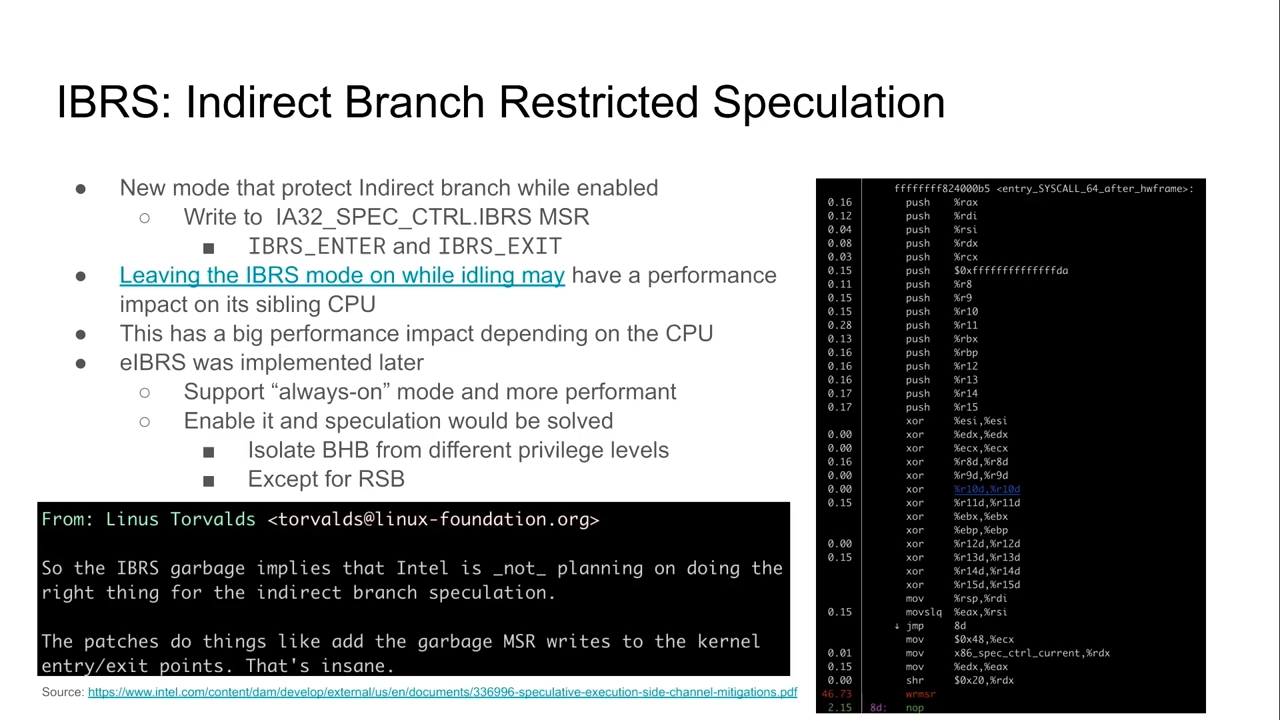 IBRS: Indirect Branch Restricted Speculation
● New mode that protect Indirect branch while enabled
○ Write to IA32_SPEC_CTRL.IBRS MSR
■ IBRS_ENTER and IBRS_EXIT
● Leaving the IBRS mode on while idling may have a performance
impact on its sibling CPU
● This has a big performance impact depending on the CPU
● eIBRS was implemented later
○ Support “always-on” mode and more performant
○ Enable it and speculation would be solved
■ Isolate BHB from different privilege levels
■ Except for RSB
From: Linus Torvalds <torvalds@linux-foundation.org>
So the IBRS garbage implies that Intel is _not_ planning on doing the
right thing for the indirect branch speculation.
The patches do things like add the garbage MSR writes to the kernel
entry/exit points. That's insane.
Source: https://www.intel.com/content/dam/develop/external/us/en/documents/336996-speculative-execution-side-channel-mitigations.pdf
ffffffff824000b5 <entry_SYSCALL_64_after_hwframe>:
0.16 push %rax
0.12 push %rdi
0.04 push %rsi
0.08 push %rdx
0.03 push %rcx
0.15 push $0xffffffffffffffda
0.11 push %r8
0.15 push %r9
0.15 push %r10
0.28 push %r11
0.13 push %rbx
0.16 push %rbp
0.16 push %r12
0.16 push %r13
0.17 push %r14
0.17 push %r15
xor %esi,%esi
0.00 xor %edx,%edx
0.00 xor %ecx,%ecx
0.16 xor %r8d,%r8d
0.00 xor %r9d,%r9d
0.00 xor %r10d,%r10d
0.15 xor %r11d,%r11d
xor %ebx,%ebx
xor %ebp,%ebp
0.00 xor %r12d,%r12d
0.15 xor %r13d,%r13d
xor %r14d,%r14d
xor %r15d,%r15d
mov %rsp,%rdi
0.15 movslq %eax,%rsi
↓ jmp 8d
mov $0x48,%ecx
0.01 mov x86_spec_ctrl_current,%rdx
0.15 mov %edx,%eax
0.00 shr $0x20,%rdx
46.73 wrmsr
2.15 8d: nop